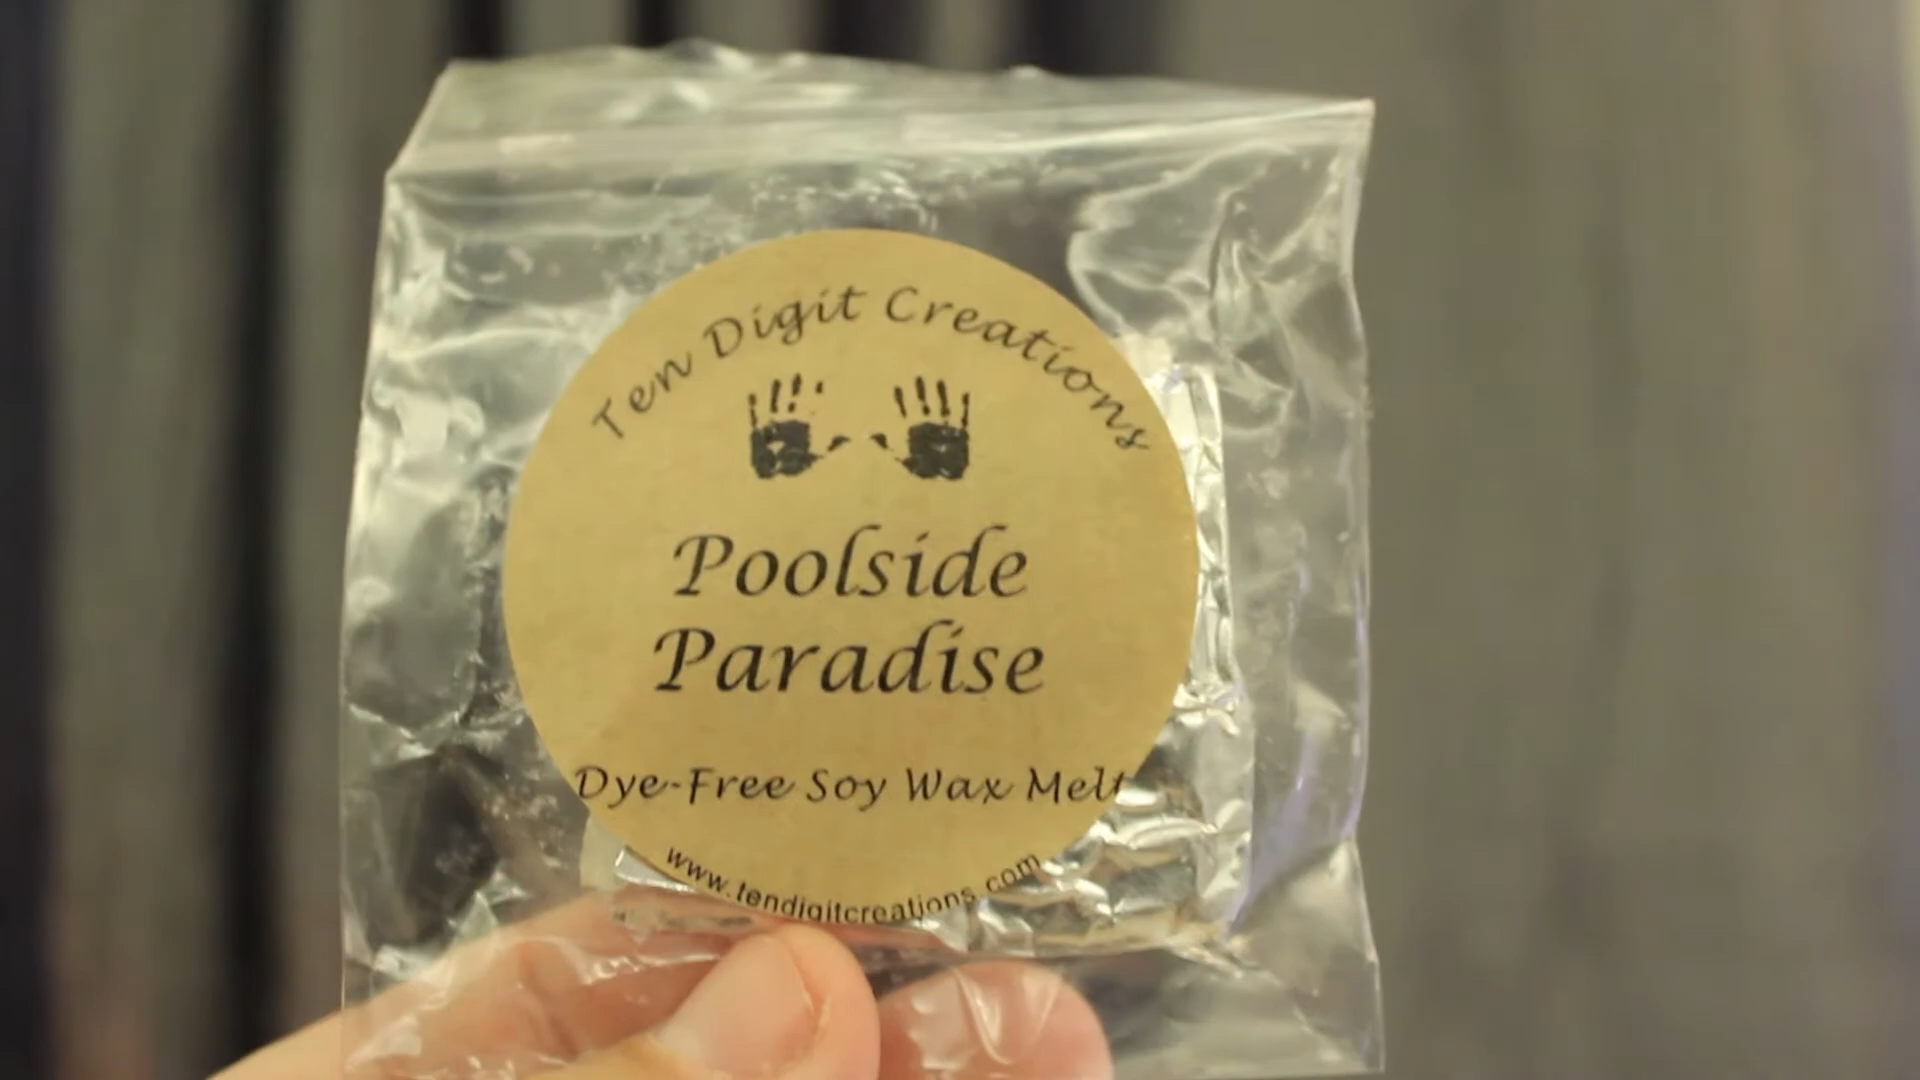 Ten Digit Creations
Poolside
Paradise
Dye-Free Soy Wax Melt
www.tendigitcreations.com